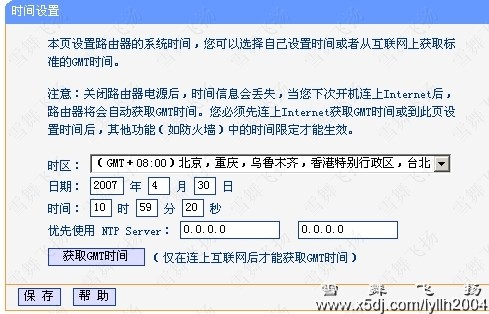 时间设置
本页设置路由器的系统时间，您可以选择自己设置时间或者从互联网上获取标
准的GMT时间。
注意：关闭路由器电源后，时间信息会丢失，当您下次开机连上Internet后，
路由器将会自动获取GMT时间。您必须先连上Internet获取GMT时间或到此页设
置时间后，其他功能（如防火墙）中的时间限定才能生效。
时区： （GMT＋08:00）北京，重庆，乌鲁木齐，香港特别行政区，台北
日期： 2007 年 4 月 30 日
时间： 10 时 59 分 20 秒
优先使用 NTP Server： 0.0.0.0 0.0.0.0
获取GMT时间 （仅在连上互联网后才能获取GMT时间）
保 存 帮 助
雪 舞 飞 扬
www.x5dj.com/lyllh2004